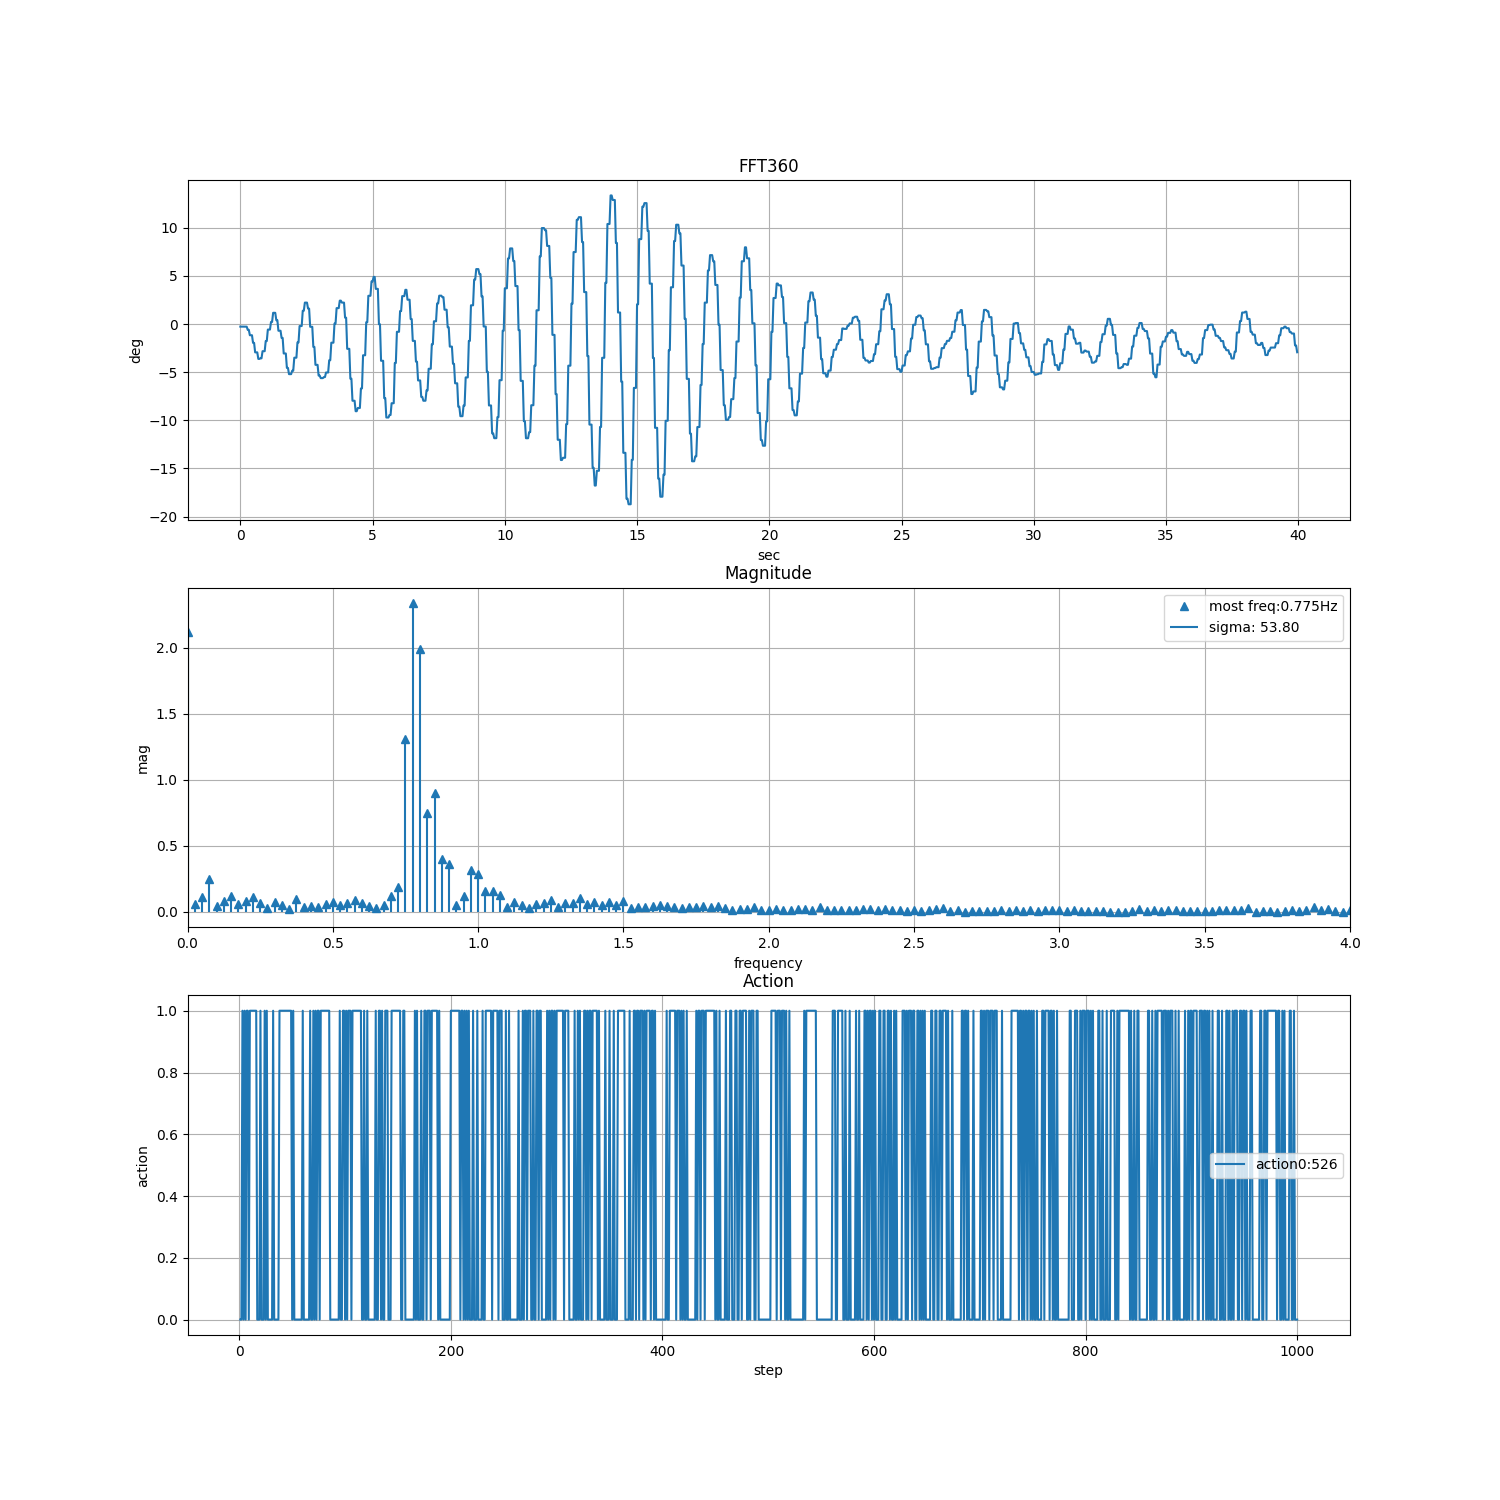 FFT360
10
5
0
−5
−10
−15
−20
deg
0 5 10 15 20 25 30 35 40
sec
Magnitude
most freq:0.775Hz
sigma: 53.80
2.0
1.5
1.0
0.5
0.0
mag
0.0 0.5 1.0 1.5 2.0 2.5 3.0 3.5 4.0
frequency
Action
1.0
0.8
0.6
0.4
0.2
0.0
action
action0:526
0 200 400 600 800 1000
step